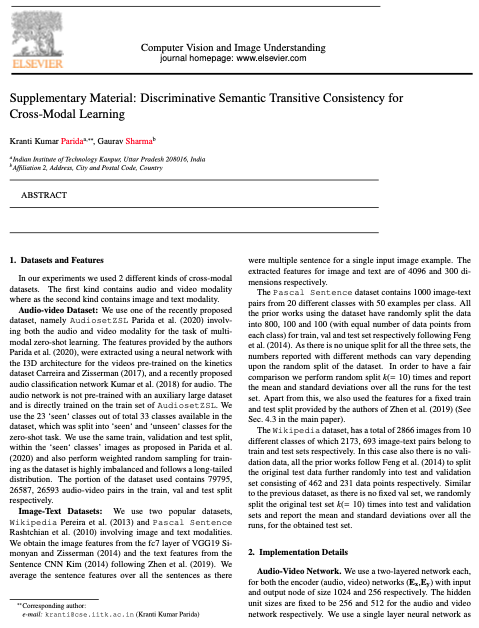 ELSEVIER
Computer Vision and Image Understanding
journal homepage: www.elsevier.com
Supplementary Material: Discriminative Semantic Transitive Consistency for
Cross-Modal Learning
Kranti Kumar Paridaᵃ,**, Gaurav Sharmaᵇ
ᵃIndian Institute of Technology Kanpur, Uttar Pradesh 208016, India
ᵇAffiliation 2, Address, City and Postal Code, Country
ABSTRACT
1. Datasets and Features
In our experiments we used 2 different kinds of cross-modal
datasets. The first kind contains audio and video modality
where as the second kind contains image and text modality.
Audio-video Dataset: We use one of the recently proposed
dataset, namely AudiosetZSL Parida et al. (2020) involv-
ing both the audio and video modality for the task of multi-
modal zero-shot learning. The features provided by the authors
Parida et al. (2020), were extracted using a neural network with
the I3D architecture for the videos pre-trained on the kinetics
dataset Carreira and Zisserman (2017), and a recently proposed
audio classification network Kumar et al. (2018) for audio. The
audio network is not pre-trained with an auxiliary large dataset
and is directly trained on the train set of AudiosetZSL. We
use the 23 'seen' classes out of total 33 classes available in the
dataset, which was split into 'seen' and 'unseen' classes for the
zero-shot task. We use the same train, validation and test split,
within the 'seen' classes' images as proposed in Parida et al.
(2020) and also perform weighted random sampling for train-
ing as the dataset is highly imbalanced and follows a long-tailed
distribution. The portion of the dataset used contains 79795,
26587, 26593 audio-video pairs in the train, val and test split
respectively.
Image-Text Datasets: We use two popular datasets,
Wikipedia Pereira et al. (2013) and Pascal Sentence
Rashtchian et al. (2010) involving image and text modalities.
We obtain the image features from the fc7 layer of VGG19 Si-
monyan and Zisserman (2014) and the text features from the
Sentence CNN Kim (2014) following Zhen et al. (2019). We
average the sentence features over all the sentences as there
**Corresponding author:
e-mail: kranti@cse.iitk.ac.in (Kranti Kumar Parida)
were multiple sentence for a single input image example. The
extracted features for image and text are of 4096 and 300 di-
mensions respectively.
The Pascal Sentence dataset contains 1000 image-text
pairs from 20 different classes with 50 examples per class. All
the prior works using the dataset have randomly split the data
into 800, 100 and 100 (with equal number of data points from
each class) for train, val and test set respectively following Feng
et al. (2014). As there is no unique split for all the three sets, the
numbers reported with different methods can vary depending
upon the random split of the dataset. In order to have a fair
comparison we perform random split k(= 10) times and report
the mean and standard deviations over all the runs for the test
set. Apart from this, we also used the features for a fixed train
and test split provided by the authors of Zhen et al. (2019) (See
Sec. 4.3 in the main paper).
The Wikipedia dataset, has a total of 2866 images from 10
different classes of which 2173, 693 image-text pairs belong to
train and test sets respectively. In this case also there is no vali-
dation data, all the prior works follow Feng et al. (2014) to split
the original test data further randomly into test and validation
set consisting of 462 and 231 data points respectively. Similar
to the previous dataset, as there is no fixed val set, we randomly
split the original test set k(= 10) times into test and validation
sets and report the mean and standard deviations over all the
runs, for the obtained test set.
2. Implementation Details
Audio-Video Network. We use a two-layered network each,
for both the encoder (audio, video) networks (Eₓ,Eᵧ) with input
and output node of size 1024 and 256 respectively. The hidden
unit sizes are fixed to be 256 and 512 for the audio and video
network respectively. We use a single layer neural network as